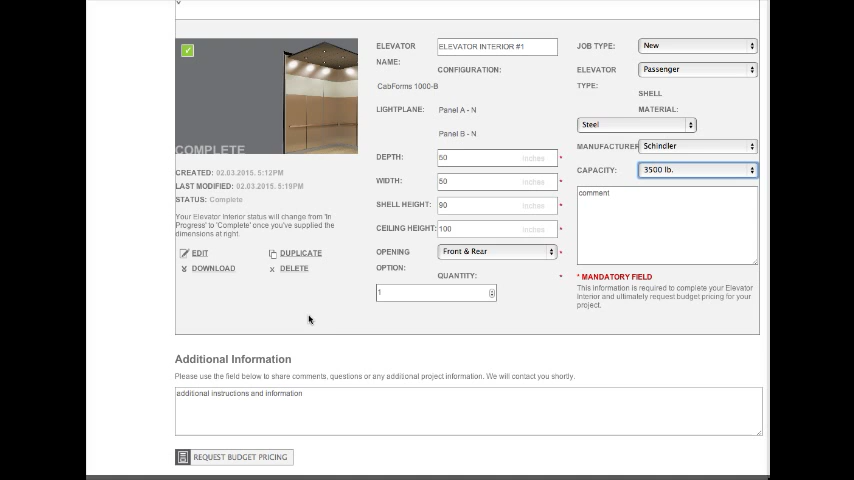 COMPLETE
CREATED: 02.03.2015. 5:12PM
LAST MODIFIED: 02.03.2015. 5:19PM
STATUS: Complete
Your Elevator Interior status will change from 'In
Progress' to 'Complete' once you've supplied the
dimensions at right.
EDIT DUPLICATE
DOWNLOAD x DELETE
ELEVATOR NAME: ELEVATOR INTERIOR #1
CONFIGURATION:
CabForms 1000-B
LIGHTPLANE: Panel A - N
Panel B - N
DEPTH: 50 inches *
WIDTH: 50 inches *
SHELL HEIGHT: 90 inches *
CEILING HEIGHT: 100 inches *
OPENING OPTION: Front & Rear *
QUANTITY: *
1
JOB TYPE: New
ELEVATOR TYPE: Passenger
SHELL
MATERIAL:
Steel
MANUFACTURER Schindler
CAPACITY: 3500 lb.
comment
* MANDATORY FIELD
This information is required to complete your Elevator
Interior and ultimately request budget pricing for your
project.
Additional Information
Please use the field below to share comments, questions or any additional project information. We will contact you shortly.
additional instructions and information
REQUEST BUDGET PRICING